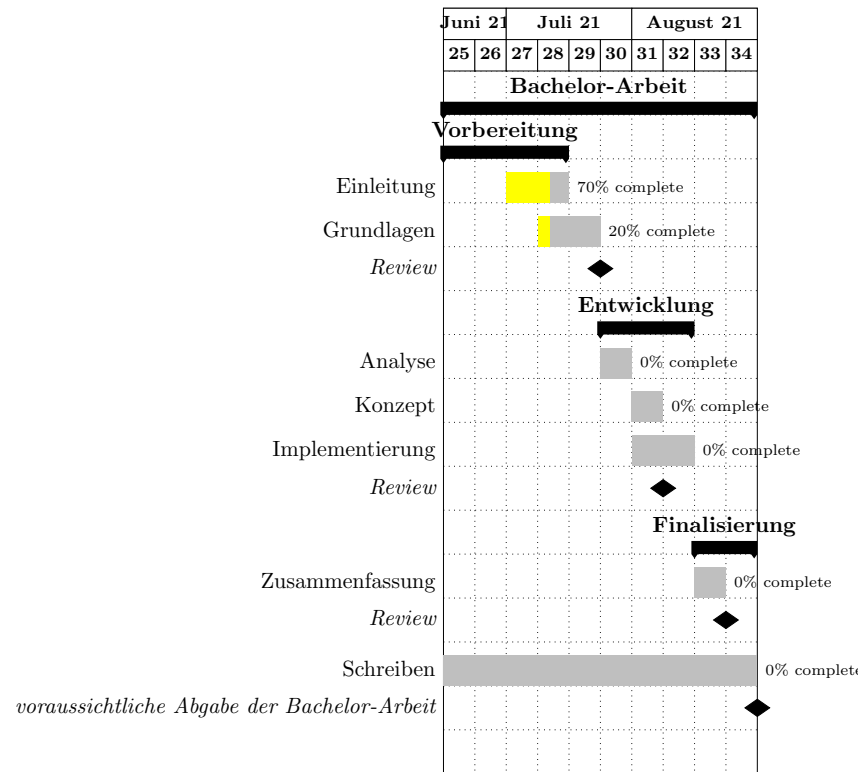 Juni 21 Juli 21 August 21
25 26 27 28 29 30 31 32 33 34
Bachelor-Arbeit
Vorbereitung
Einleitung 70% complete
Grundlagen 20% complete
Review
Entwicklung
Analyse 0% complete
Konzept 0% complete
Implementierung 0% complete
Review
Finalisierung
Zusammenfassung 0% complete
Review
Schreiben 0% complete
voraussichtliche Abgabe der Bachelor-Arbeit